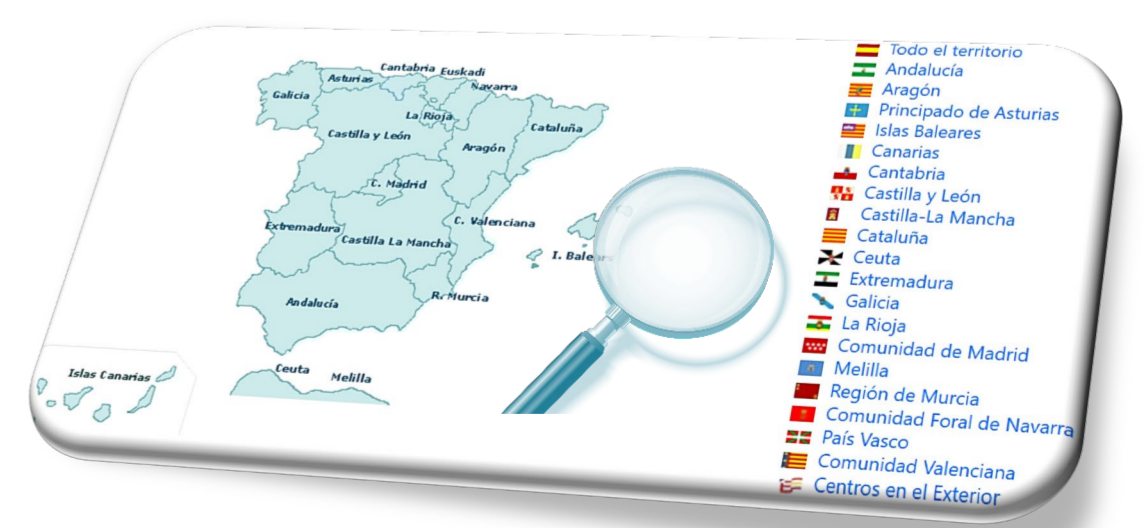 Cantabria
Euskadi
Asturias
Navarra
Galicia
La Rioja
Cataluña
Castilla y León
Aragón
C. Madrid
C. Valenciana
Extremadura
Castilla La Mancha
I. Balears
R. Murcia
Andalucía
Ceuta
Melilla
Islas Canarias
Todo el territorio
Andalucía
Aragón
Principado de Asturias
Islas Baleares
Canarias
Cantabria
Castilla y León
Castilla-La Mancha
Cataluña
Ceuta
Extremadura
Galicia
La Rioja
Comunidad de Madrid
Melilla
Región de Murcia
Comunidad Foral de Navarra
País Vasco
Comunidad Valenciana
Centros en el Exterior